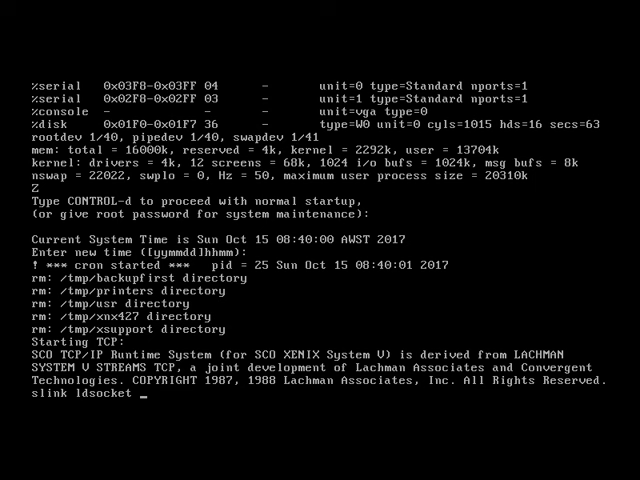 %serial   0x03F8-0x03FF 04      -       unit=0 type=Standard nports=1
%serial   0x02F8-0x02FF 03      -       unit=1 type=Standard nports=1
%console  -             -       -       unit=vga type=0
%disk     0x01F0-0x01F7 36      -       type=W0 unit=0 cyls=1015 hds=16 secs=63
rootdev 1/40, pipedev 1/40, swapdev 1/41
mem: total = 16000k, reserved = 4k, kernel = 2292k, user = 13704k
kernel: drivers = 4k, 12 screens = 68k, 1024 i/o bufs = 1024k, msg bufs = 8k
nswap = 22022, swplo = 0, Hz = 50, maximum user process size = 20310k
Z
Type CONTROL-d to proceed with normal startup,
(or give root password for system maintenance):
Current System Time is Sun Oct 15 08:40:00 AWST 2017
Enter new time ([yymmdd]hhmm):
! *** cron started ***   pid = 25 Sun Oct 15 08:40:01 2017
rm: /tmp/backupfirst directory
rm: /tmp/printers directory
rm: /tmp/usr directory
rm: /tmp/xnx427 directory
rm: /tmp/xsupport directory
Starting TCP:
SCO TCP/IP Runtime System (for SCO XENIX System V) is derived from LACHMAN
SYSTEM V STREAMS TCP, a joint development of Lachman Associates and Convergent
Technologies. COPYRIGHT 1987, 1988 Lachman Associates, Inc. All Rights Reserved.
slink ldsocket _